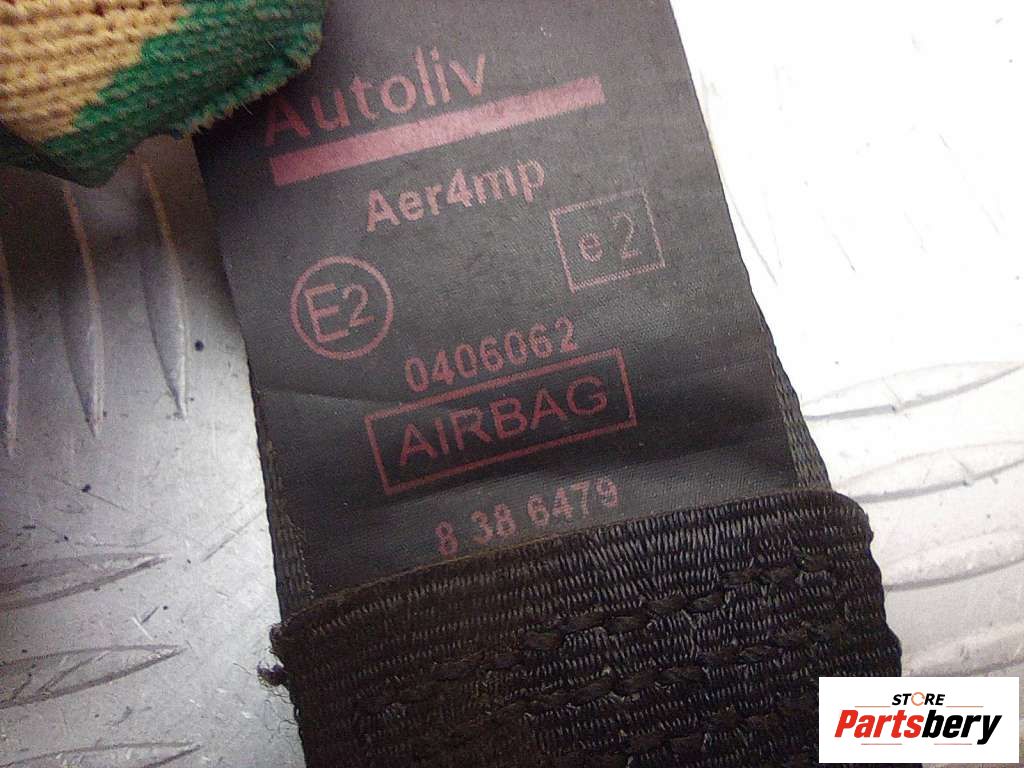 Autoliv
Aer4mp
e 2
E2
0406062
AIRBAG
8 38 6479
STORE
Partsbery